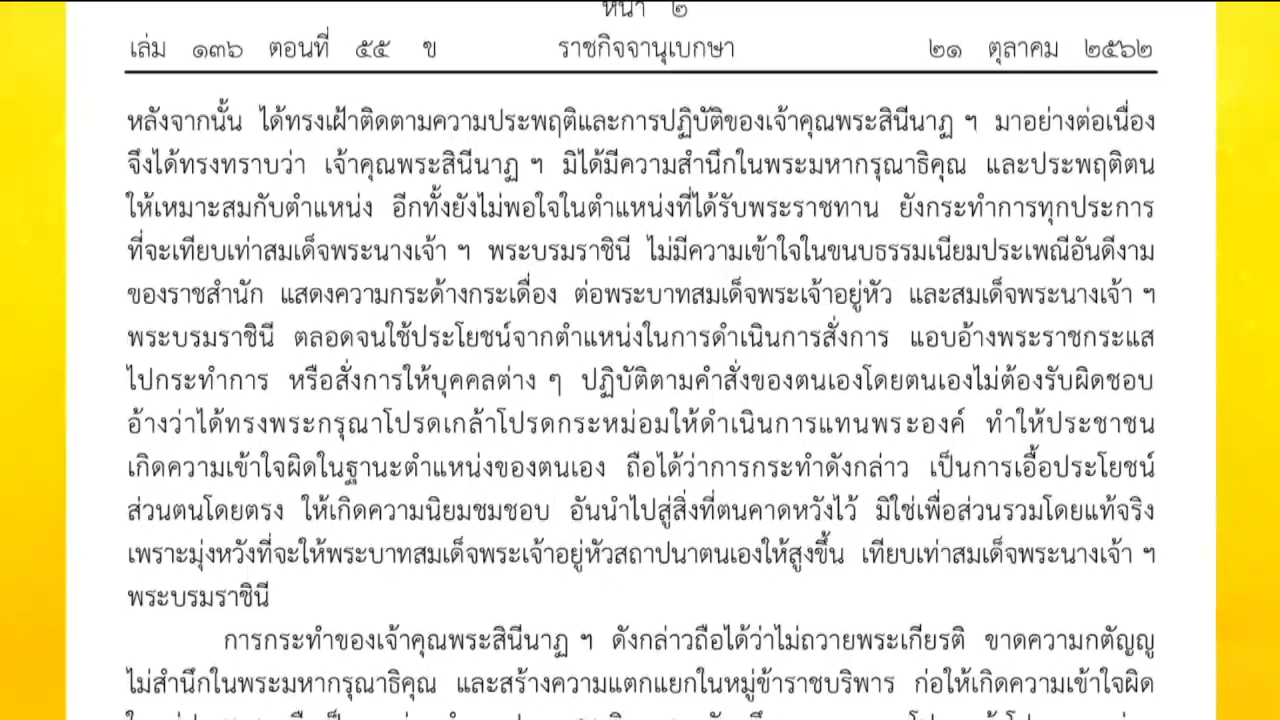 หน้า ๒
เล่ม ๑๓๖ ตอนที่ ๕๕ ข ราชกิจจานุเบกษา ๒๑ ตุลาคม ๒๕๖๒
หลังจากนั้น ได้ทรงเฝ้าติดตามความประพฤติและการปฏิบัติของเจ้าคุณพระสินีนาฏ ฯ มาอย่างต่อเนื่อง
จึงได้ทรงทราบว่า เจ้าคุณพระสินีนาฏ ฯ มิได้มีความสำนึกในพระมหากรุณาธิคุณ และประพฤติตน
ให้เหมาะสมกับตำแหน่ง อีกทั้งยังไม่พอใจในตำแหน่งที่ได้รับพระราชทาน ยังกระทำการทุกประการ
ที่จะเทียบเท่าสมเด็จพระนางเจ้า ฯ พระบรมราชินี ไม่มีความเข้าใจในขนบธรรมเนียมประเพณีอันดีงาม
ของราชสำนัก แสดงความกระด้างกระเดื่อง ต่อพระบาทสมเด็จพระเจ้าอยู่หัว และสมเด็จพระนางเจ้า ฯ
พระบรมราชินี ตลอดจนใช้ประโยชน์จากตำแหน่งในการดำเนินการสั่งการ แอบอ้างพระราชกระแส
ไปกระทำการ หรือสั่งการให้บุคคลต่าง ๆ ปฏิบัติตามคำสั่งของตนเองโดยตนเองไม่ต้องรับผิดชอบ
อ้างว่าได้ทรงพระกรุณาโปรดเกล้าโปรดกระหม่อมให้ดำเนินการแทนพระองค์ ทำให้ประชาชน
เกิดความเข้าใจผิดในฐานะตำแหน่งของตนเอง ถือได้ว่าการกระทำดังกล่าว เป็นการเอื้อประโยชน์
ส่วนตนโดยตรง ให้เกิดความนิยมชมชอบ อันนำไปสู่สิ่งที่ตนคาดหวังไว้ มิใช่เพื่อส่วนรวมโดยแท้จริง
เพราะมุ่งหวังที่จะให้พระบาทสมเด็จพระเจ้าอยู่หัวสถาปนาตนเองให้สูงขึ้น เทียบเท่าสมเด็จพระนางเจ้า ฯ
พระบรมราชินี
การกระทำของเจ้าคุณพระสินีนาฏ ฯ ดังกล่าวถือได้ว่าไม่ถวายพระเกียรติ ขาดความกตัญญู
ไม่สำนึกในพระมหากรุณาธิคุณ และสร้างความแตกแยกในหมู่ข้าราชบริพาร ก่อให้เกิดความเข้าใจผิด